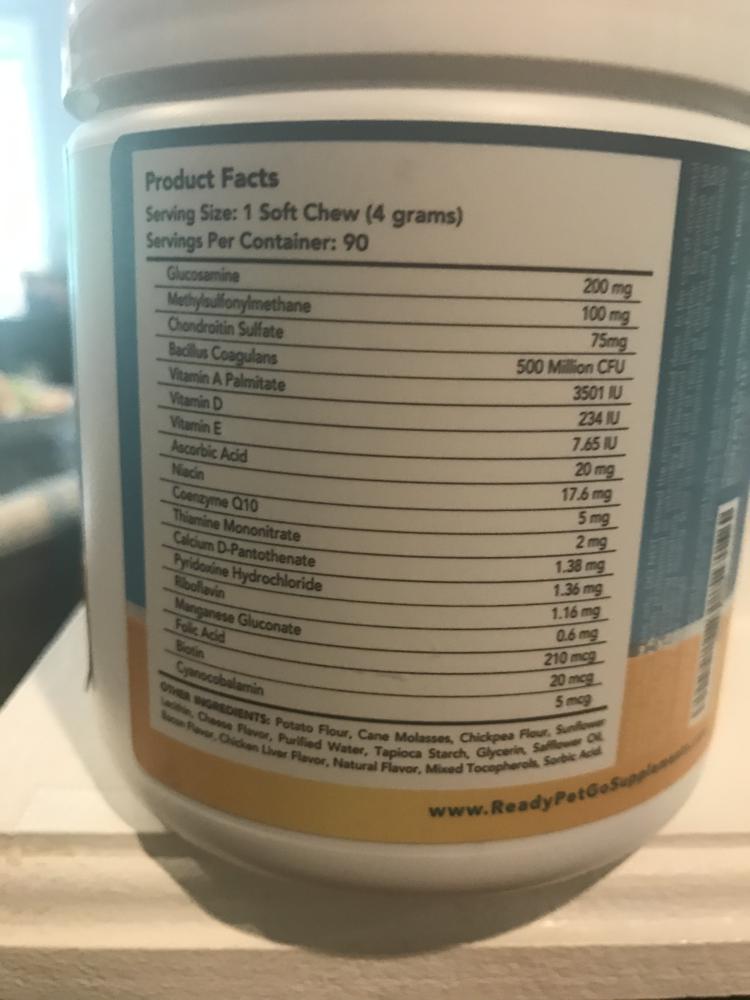 Product Facts
Serving Size: 1 Soft Chew (4 grams)
Servings Per Container: 90
Glucosamine 200 mg
Methylsulfonylmethane 100 mg
Chondroitin Sulfate 75mg
Bacillus Coagulans 500 Million CFU
Vitamin A Palmitate 3501 IU
Vitamin D 234 IU
Vitamin E 7.65 IU
Ascorbic Acid 20 mg
Niacin 17.6 mg
Coenzyme Q10 5 mg
Thiamine Mononitrate 2 mg
Calcium D-Pantothenate 1.38 mg
Pyridoxine Hydrochloride 1.36 mg
Riboflavin 1.16 mg
Manganese Gluconate 0.6 mg
Folic Acid 210 mcg
Biotin 20 mcg
Cyanocobalamin 5 mcg
OTHER INGREDIENTS: Potato Flour, Cane Molasses, Chickpea Flour, Sunflower
Lecithin, Cheese Flavor, Purified Water, Tapioca Starch, Glycerin, Safflower Oil,
Bacon Flavor, Chicken Liver Flavor, Natural Flavor, Mixed Tocopherols, Sorbic Acid.
www.ReadyPetGoSupplements